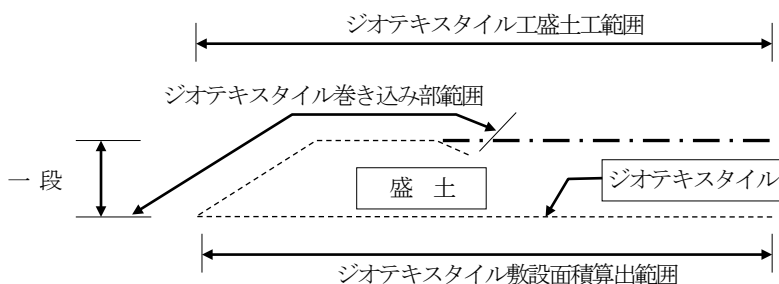 ジオテキスタイル工盛土工範囲
ジオテキスタイル巻き込み部範囲
一 段
盛 土
ジオテキスタイル
ジオテキスタイル敷設面積算出範囲